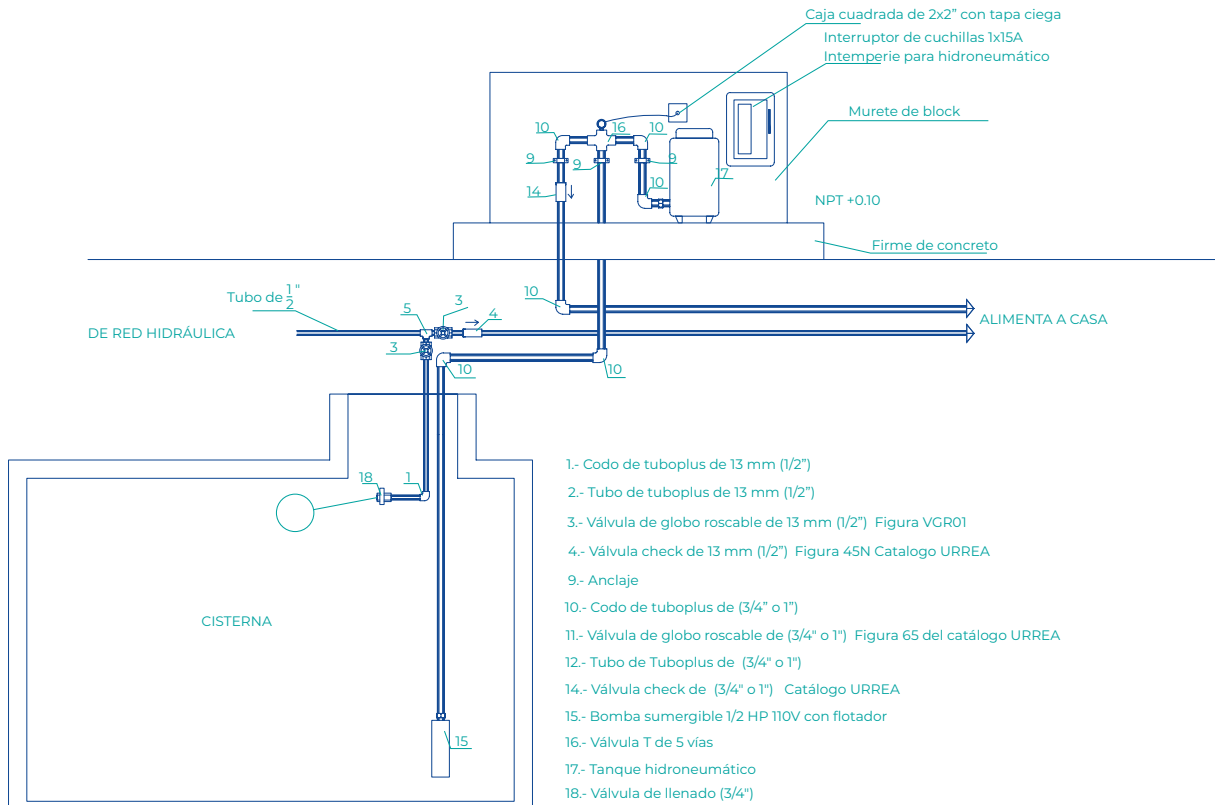 Caja cuadrada de 2x2” con tapa ciega
Interruptor de cuchillas 1x15A
Intemperie para hidroneumático
10
16
10
Murete de block
9
9
9
14
10
17
NPT +0.10
Firme de concreto
Tubo de 1/2"
10
3
5
4
DE RED HIDRÁULICA
ALIMENTA A CASA
3
10
10
18
1
CISTERNA
15
1.- Codo de tuboplus de 13 mm (1/2”)
2.- Tubo de tuboplus de 13 mm (1/2”)
3.- Válvula de globo roscable de 13 mm (1/2”) Figura VGR01
4.- Válvula check de 13 mm (1/2”) Figura 45N Catalogo URREA
9.- Anclaje
10.- Codo de tuboplus de (3/4” o 1”)
11.- Válvula de globo roscable de (3/4" o 1") Figura 65 del catálogo URREA
12.- Tubo de Tuboplus de (3/4" o 1")
14.- Válvula check de (3/4" o 1") Catálogo URREA
15.- Bomba sumergible 1/2 HP 110V con flotador
16.- Válvula T de 5 vías
17.- Tanque hidroneumático
18.- Válvula de llenado (3/4")